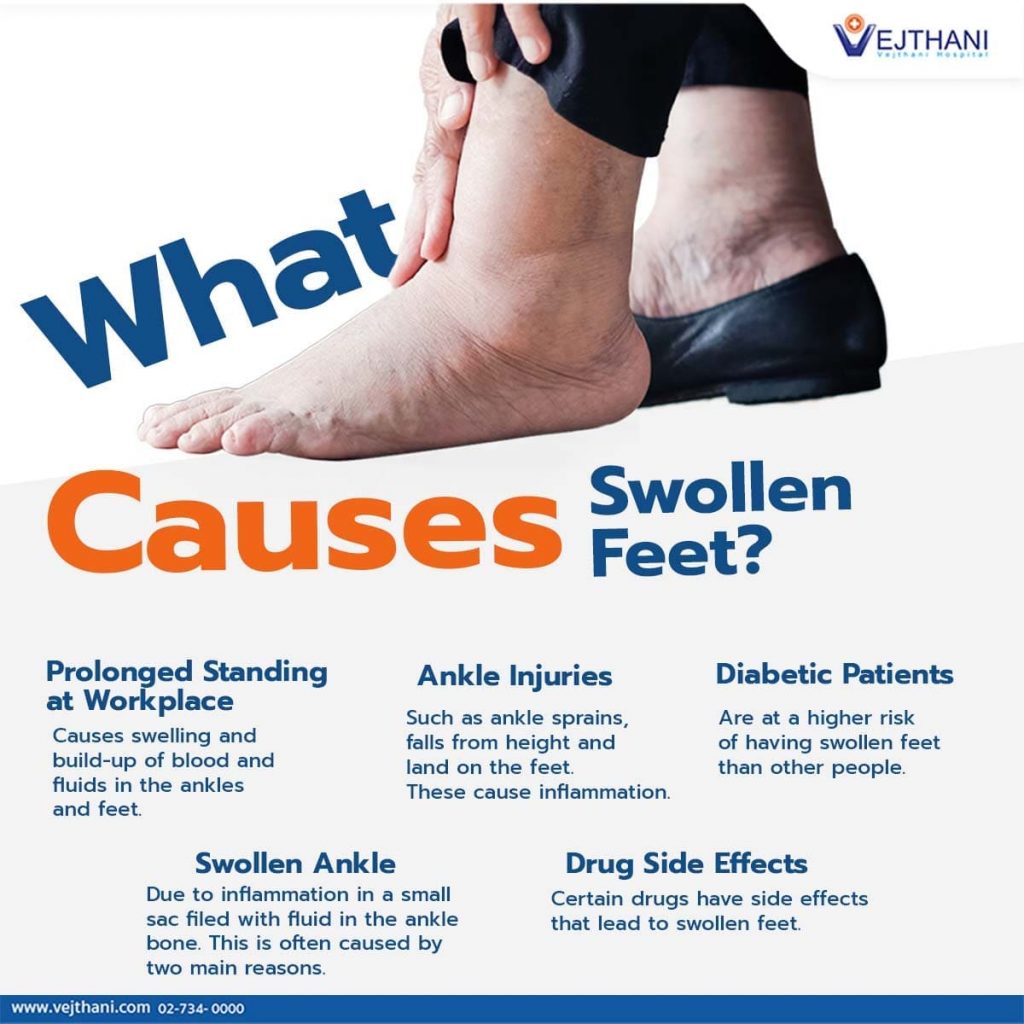 VEJTHANI
Vejthani Hospital
What
Causes
Swollen
Feet?
Prolonged Standing
at Workplace
Causes swelling and
build-up of blood and
fluids in the ankles
and feet.
Ankle Injuries
Such as ankle sprains,
falls from height and
land on the feet.
These cause inflammation.
Diabetic Patients
Are at a higher risk
of having swollen feet
than other people.
Swollen Ankle
Due to inflammation in a small
sac filed with fluid in the ankle
bone. This is often caused by
two main reasons.
Drug Side Effects
Certain drugs have side effects
that lead to swollen feet.
www.vejthani.com 02-734-0000